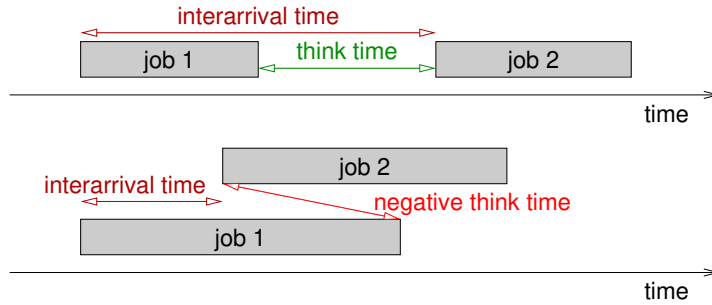 interarrival time
think time
job 1
job 2
time
job 2
interarrival time
negative think time
job 1
time